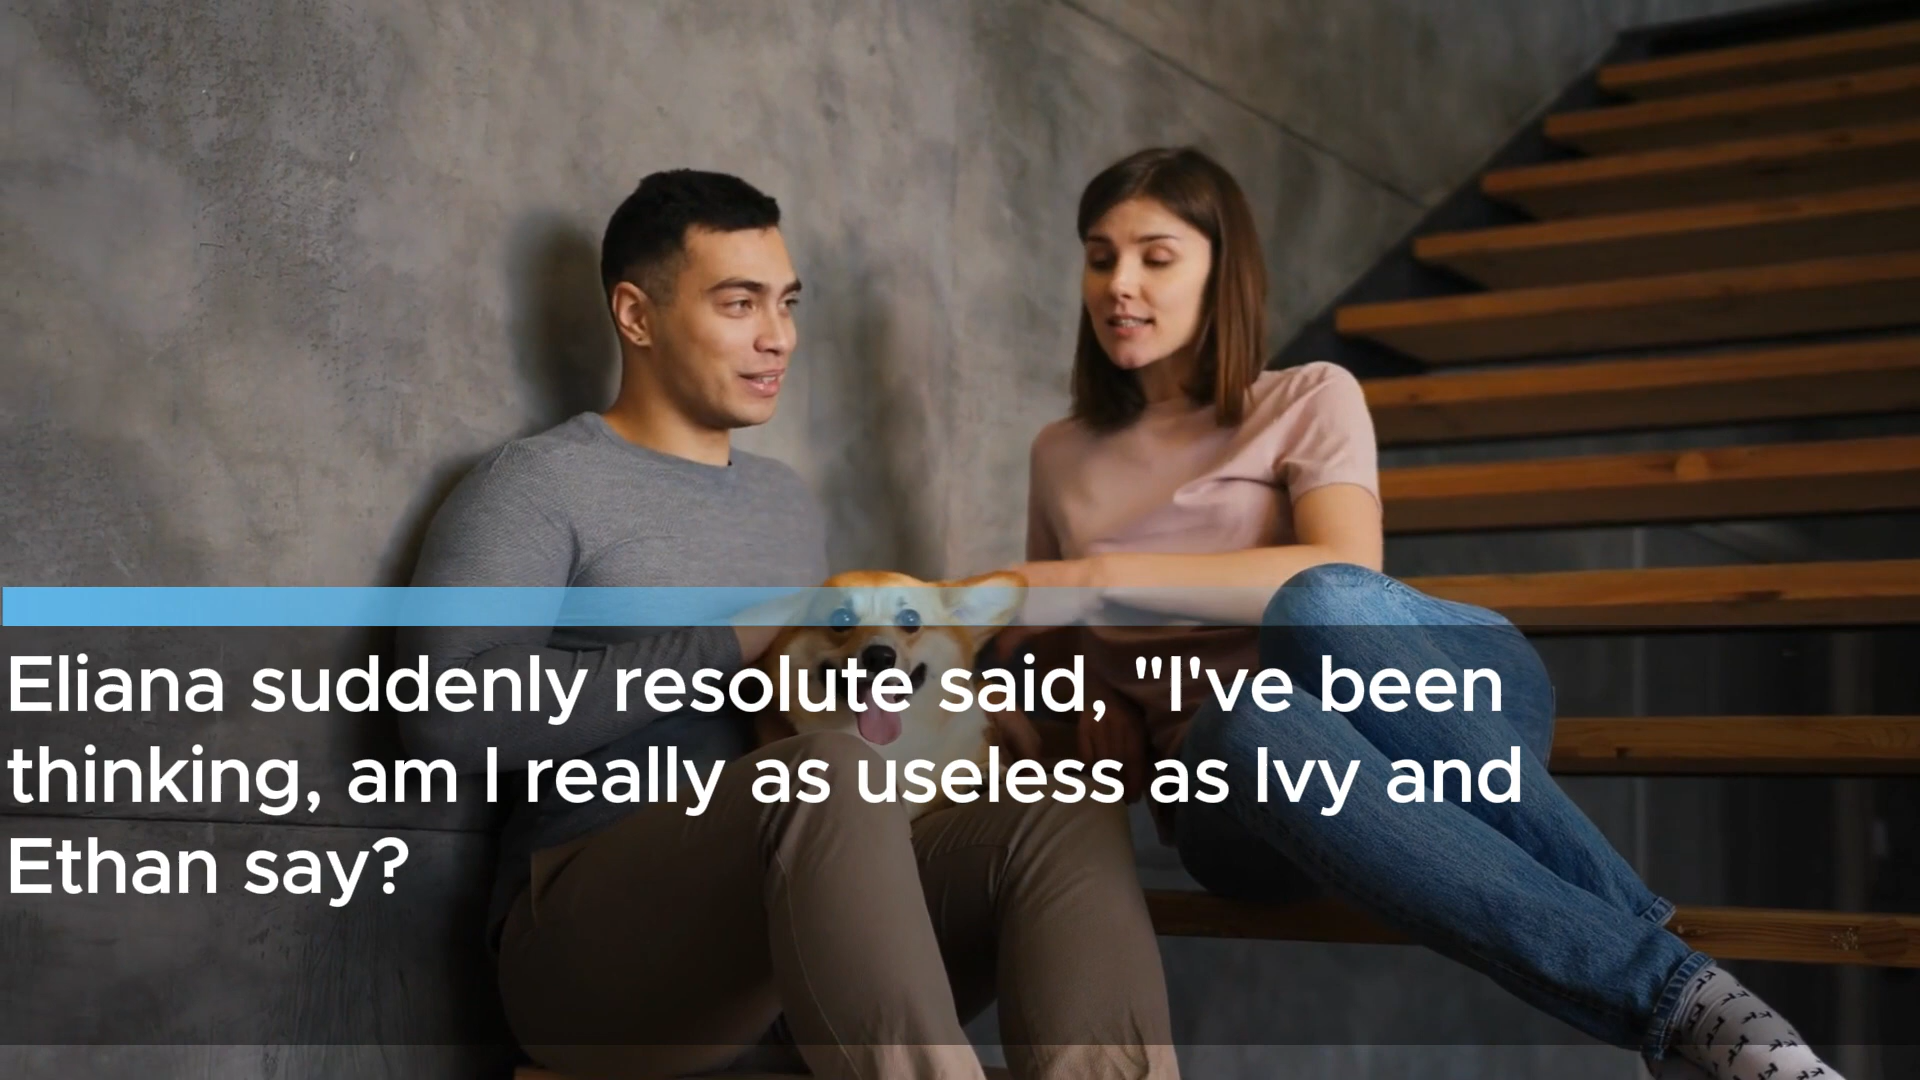 Eliana suddenly resolute said, "I've been
thinking, am I really as useless as Ivy and
Ethan say?